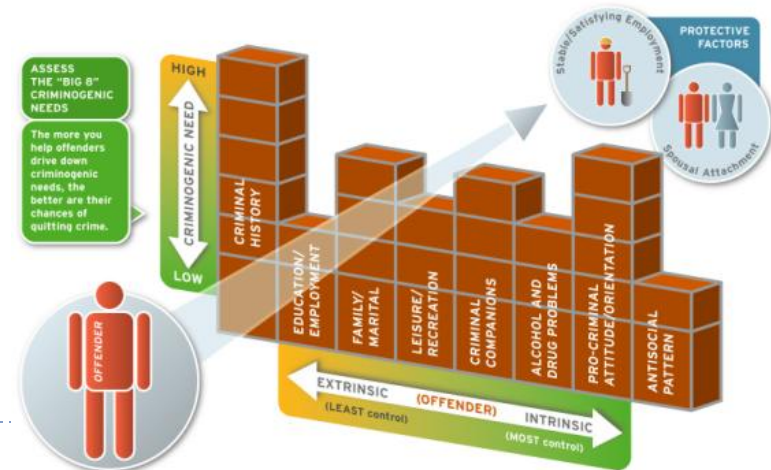 ASSESS
THE "BIG 8"
CRIMINOGENIC
NEEDS
The more you
help offenders
drive down
criminogenic
needs, the
better are their
chances of
quitting crime.
HIGH
CRIMINOGENIC NEED
LOW
CRIMINAL
HISTORY
EDUCATION/
EMPLOYMENT
FAMILY/
MARITAL
LEISURE/
RECREATION
CRIMINAL
COMPANIONS
ALCOHOL AND
DRUG PROBLEMS
PRO-CRIMINAL
ATTITUDE/ORIENTATION
ANTISOCIAL
PATTERN
Stable/Satisfying Employment
PROTECTIVE
FACTORS
Spousal Attachment
OFFENDER
EXTRINSIC (OFFENDER) INTRINSIC
(LEAST control) (MOST control)